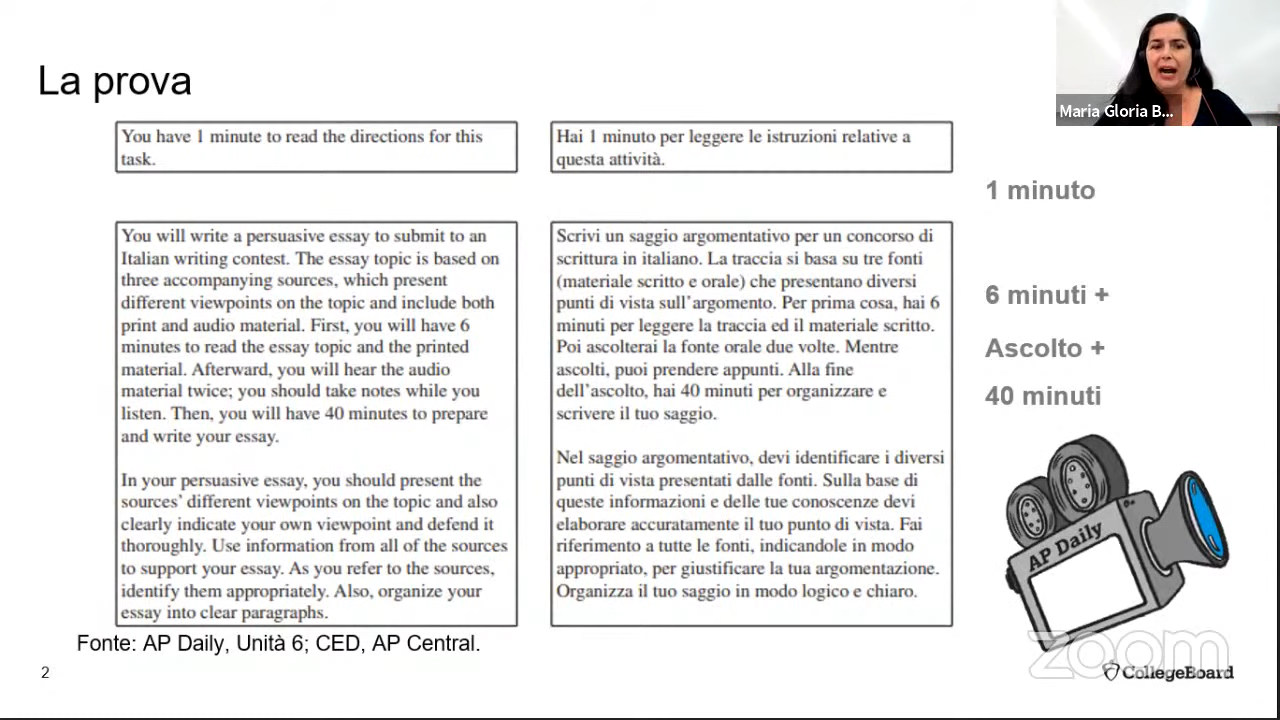 La prova
Maria Gloria B...
You have 1 minute to read the directions for this
task.
Hai 1 minuto per leggere le istruzioni relative a
questa attività.
1 minuto
You will write a persuasive essay to submit to an
Italian writing contest. The essay topic is based on
three accompanying sources, which present
different viewpoints on the topic and include both
print and audio material. First, you will have 6
minutes to read the essay topic and the printed
material. Afterward, you will hear the audio
material twice; you should take notes while you
listen. Then, you will have 40 minutes to prepare
and write your essay.
In your persuasive essay, you should present the
sources' different viewpoints on the topic and also
clearly indicate your own viewpoint and defend it
thoroughly. Use information from all of the sources
to support your essay. As you refer to the sources,
identify them appropriately. Also, organize your
essay into clear paragraphs.
Scrivi un saggio argomentativo per un concorso di
scrittura in italiano. La traccia si basa su tre fonti
(materiale scritto e orale) che presentano diversi
punti di vista sull'argomento. Per prima cosa, hai 6
minuti per leggere la traccia ed il materiale scritto.
Poi ascolterai la fonte orale due volte. Mentre
ascolti, puoi prendere appunti. Alla fine
dell'ascolto, hai 40 minuti per organizzare e
scrivere il tuo saggio.
Nel saggio argomentativo, devi identificare i diversi
punti di vista presentati dalle fonti. Sulla base di
queste informazioni e delle tue conoscenze devi
elaborare accuratamente il tuo punto di vista. Fai
riferimento a tutte le fonti, indicandole in modo
appropriato, per giustificare la tua argomentazione.
Organizza il tuo saggio in modo logico e chiaro.
6 minuti +
Ascolto +
40 minuti
AP Daily
Fonte: AP Daily, Unità 6; CED, AP Central.
2
zoom
CollegeBoard